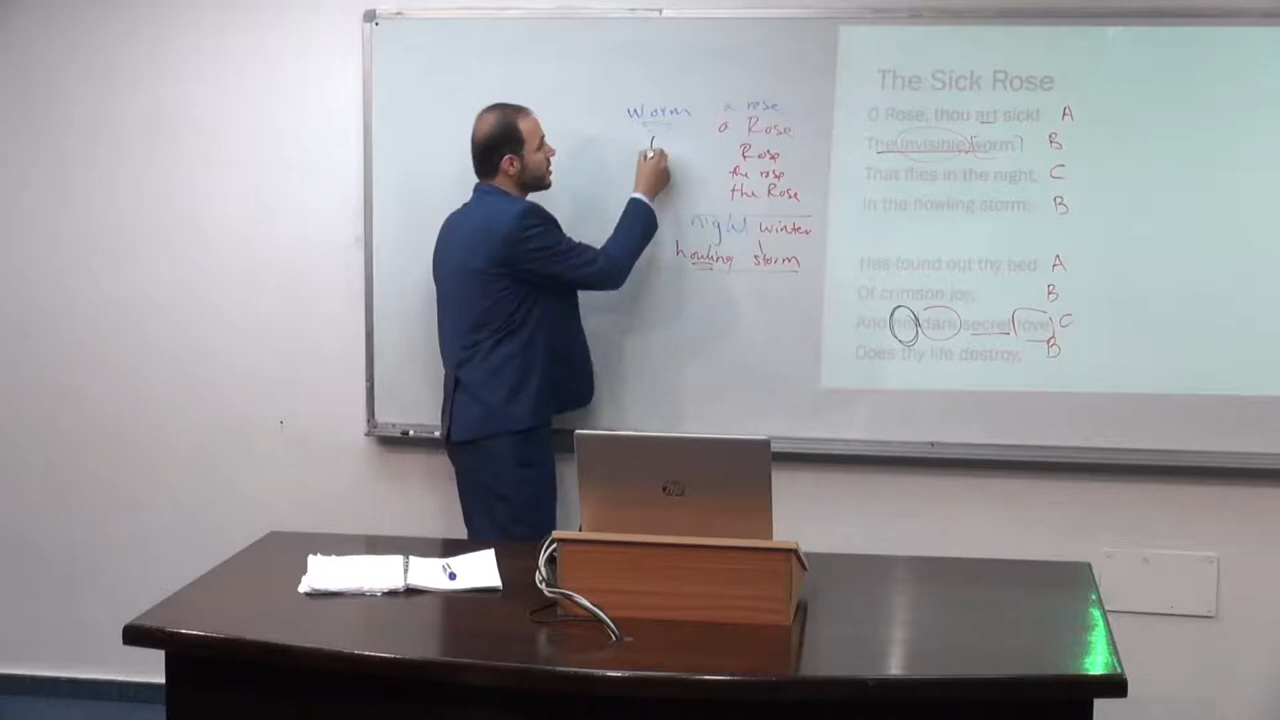 worm
a rose
a Rose
Rose
the rose
the Rose
night winter
howling storm
The Sick Rose
O Rose, thou art sick! A
The invisible worm B
That flies in the night, C
In the howling storm: B
Has found out thy bed A
Of crimson joy: B
And his dark secret love C
Does thy life destroy. B
hp